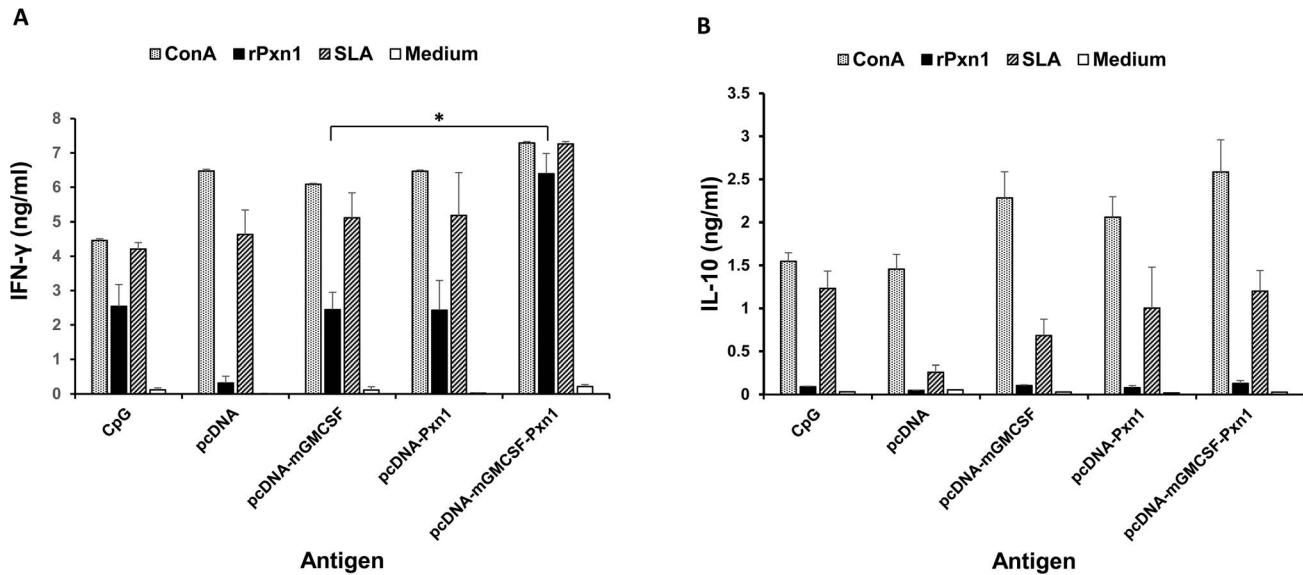 A
ConA rPxn1 SLA Medium
IFN-γ (ng/ml)
8
7
6
5
4
3
2
1
0
*
CpG
pcDNA
pcDNA-mGMCSF
pcDNA-Pxn1
pcDNA-mGMCSF-Pxn1
Antigen
B
ConA rPxn1 SLA Medium
IL-10 (ng/ml)
3.5
3
2.5
2
1.5
1
0.5
0
CpG
pcDNA
pcDNA-mGMCSF
pcDNA-Pxn1
pcDNA-mGMCSF-Pxn1
Antigen